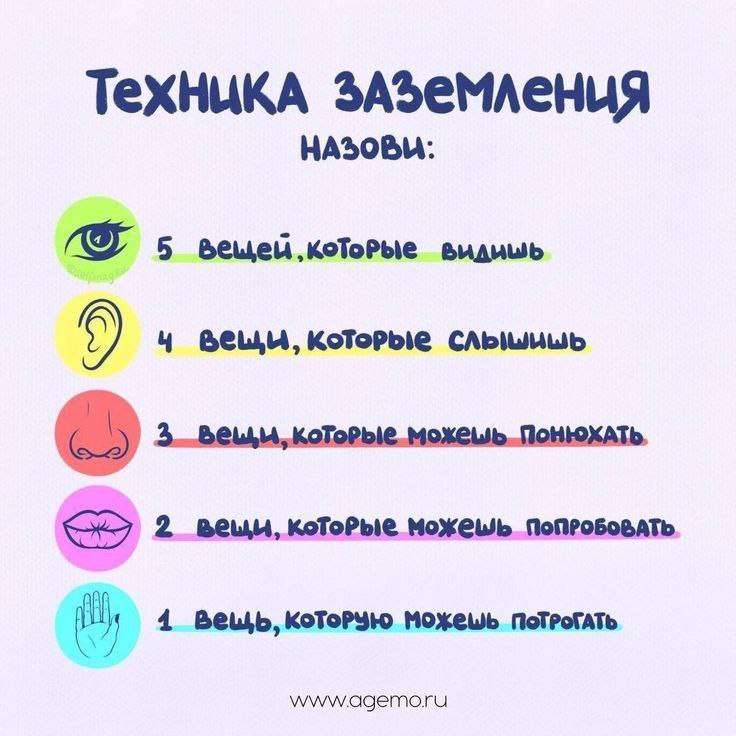 Техника заземления
назови:
5 вещей, которые видишь
4 вещи, которые слышишь
3 вещи, которые можешь понюхать
2 вещи, которые можешь попробовать
1 вещь, которую можешь потрогать
www.agemo.ru